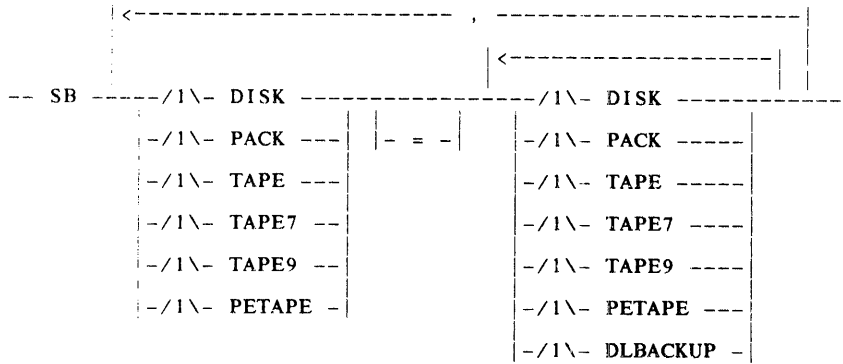 |<------------------------ , ------------------------|
|<--------------------|
-- SB -----/1\- DISK -----------------------/1\- DISK -----------
|-/1\- PACK ---| |- = -| |-/1\- PACK -----|
|-/1\- TAPE ---| |-/1\- TAPE -----|
|-/1\- TAPE7 --| |-/1\- TAPE7 ----|
|-/1\- TAPE9 --| |-/1\- TAPE9 ----|
|-/1\- PETAPE -| |-/1\- PETAPE ---|
|-/1\- DLBACKUP -|